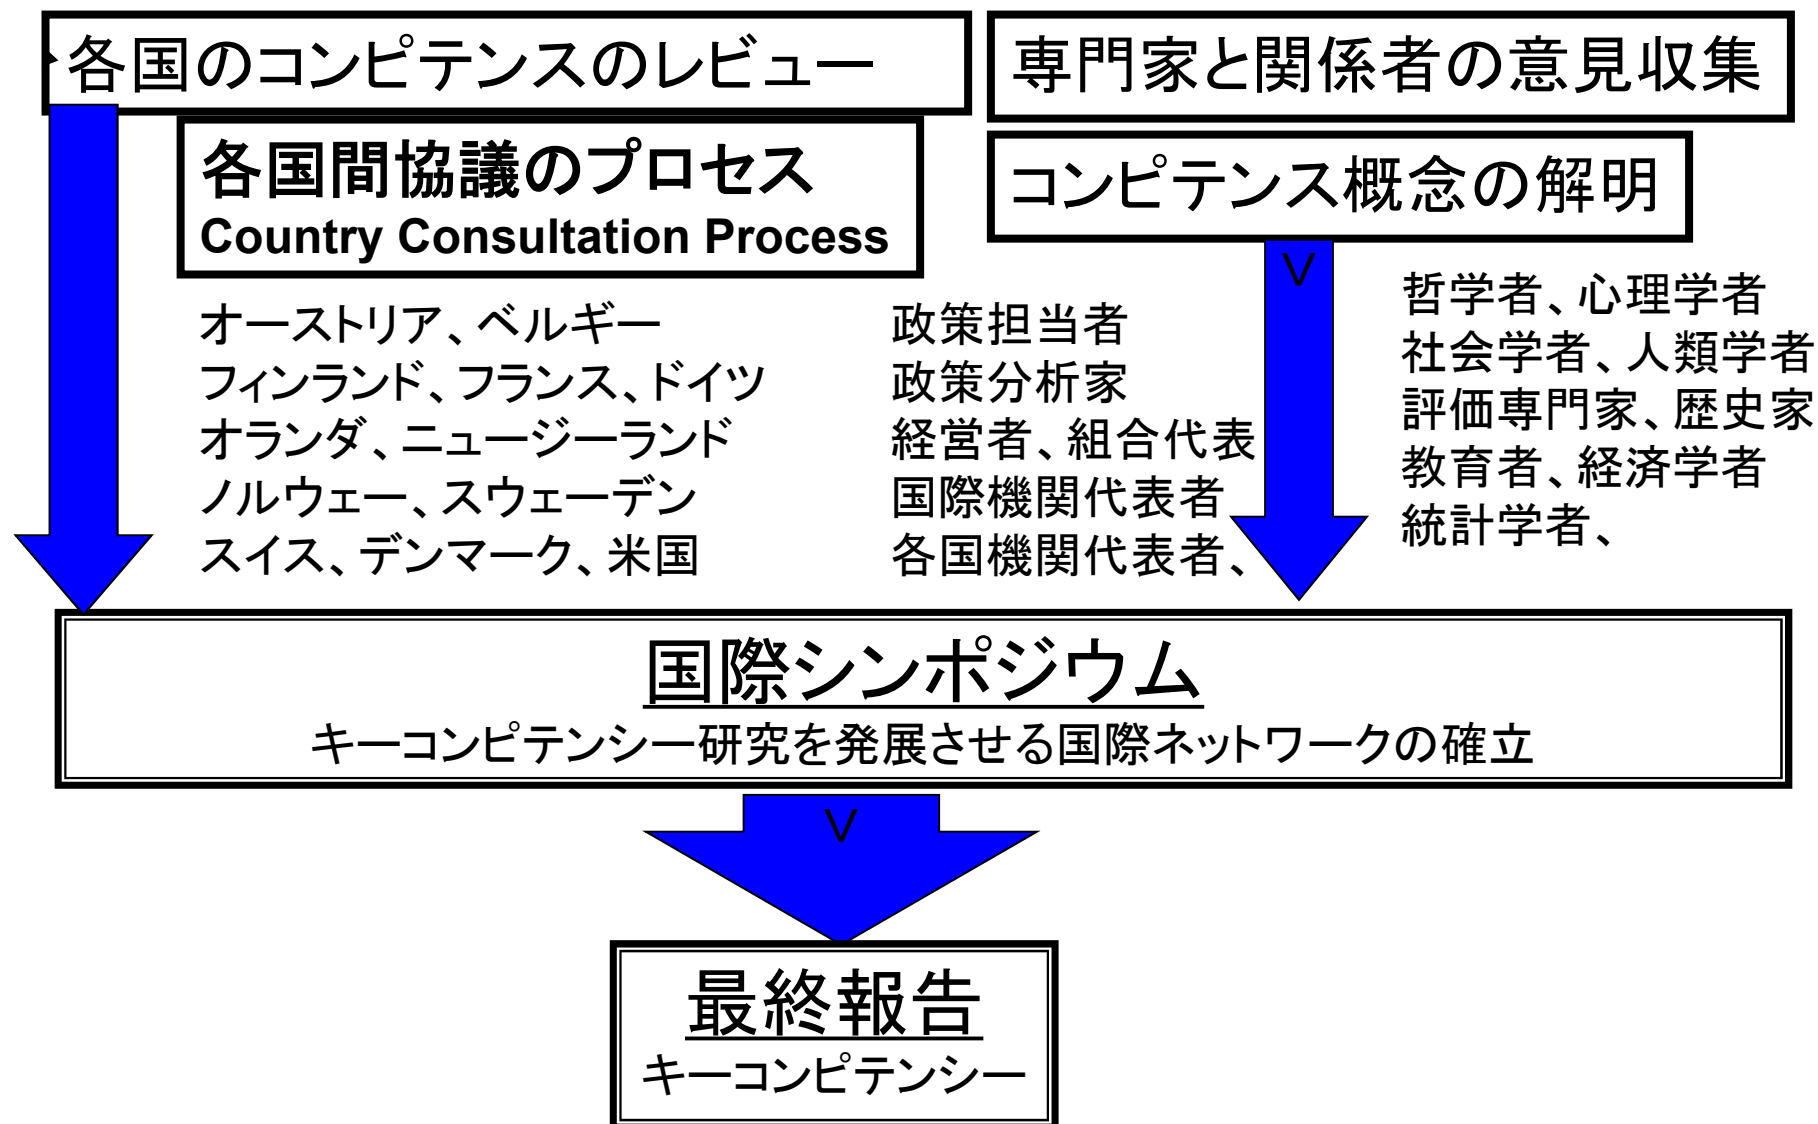 各国のコンピテンスのレビュー
専門家と関係者の意見収集
各国間協議のプロセス
Country Consultation Process
コンピテンス概念の解明
オーストリア、ベルギー
フィンランド、フランス、ドイツ
オランダ、ニュージーランド
ノルウェー、スウェーデン
スイス、デンマーク、米国
政策担当者
政策分析家
経営者、組合代表
国際機関代表者
各国機関代表者、
>
哲学者、心理学者
社会学者、人類学者
評価専門家、歴史家
教育者、経済学者
統計学者、
国際シンポジウム
キーコンピテンシー研究を発展させる国際ネットワークの確立
>
最終報告
キーコンピテンシー